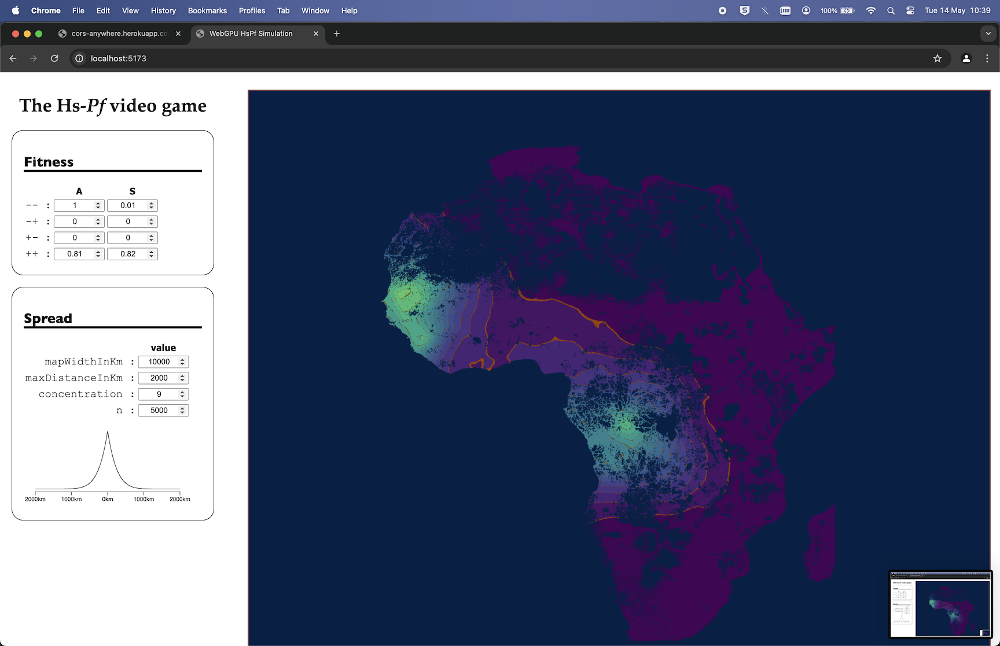 Chrome File Edit View History Bookmarks Profiles Tab Window Help 100% Tue 14 May 10:39
cors-anywhere.herokuapp.co WebGPU HsPf Simulation
localhost:5173
The Hs-Pf video game
Fitness
A S
-- : 1 0.01
-+ : 0 0
+- : 0 0
++ : 0.81 0.82
Spread
value
mapWidthInKm : 10000
maxDistanceInKm : 2000
concentration : 9
n : 5000
2000km 1000km 0km 1000km 2000km